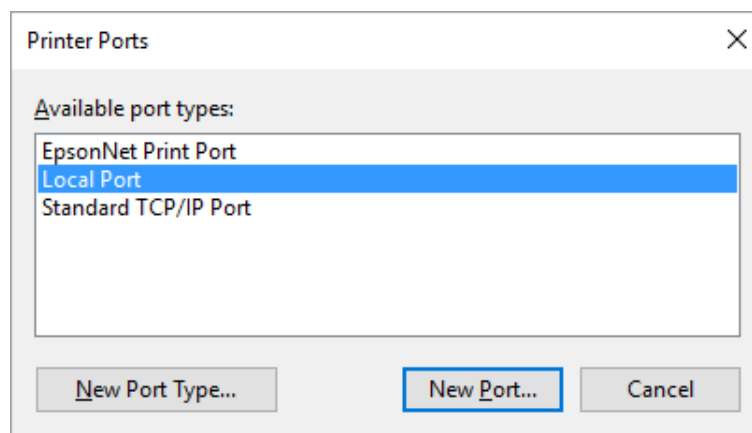 Printer Ports
Available port types:
EpsonNet Print Port
Local Port
Standard TCP/IP Port
New Port Type... New Port... Cancel